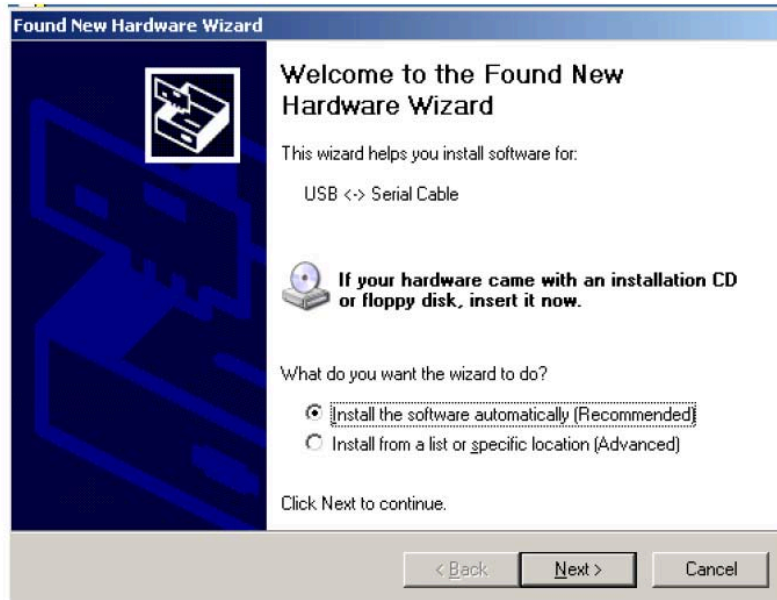 Found New Hardware Wizard
Welcome to the Found New
Hardware Wizard
This wizard helps you install software for:
USB <-> Serial Cable
If your hardware came with an installation CD
or floppy disk, insert it now.
What do you want the wizard to do?
Install the software automatically (Recommended)
Install from a list or specific location (Advanced)
Click Next to continue.
< Back Next > Cancel